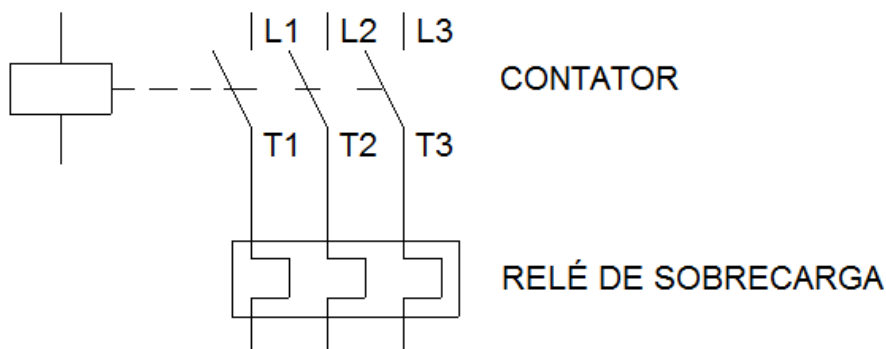 L1 L2 L3
CONTATOR
T1 T2 T3
RELÉ DE SOBRECARGA